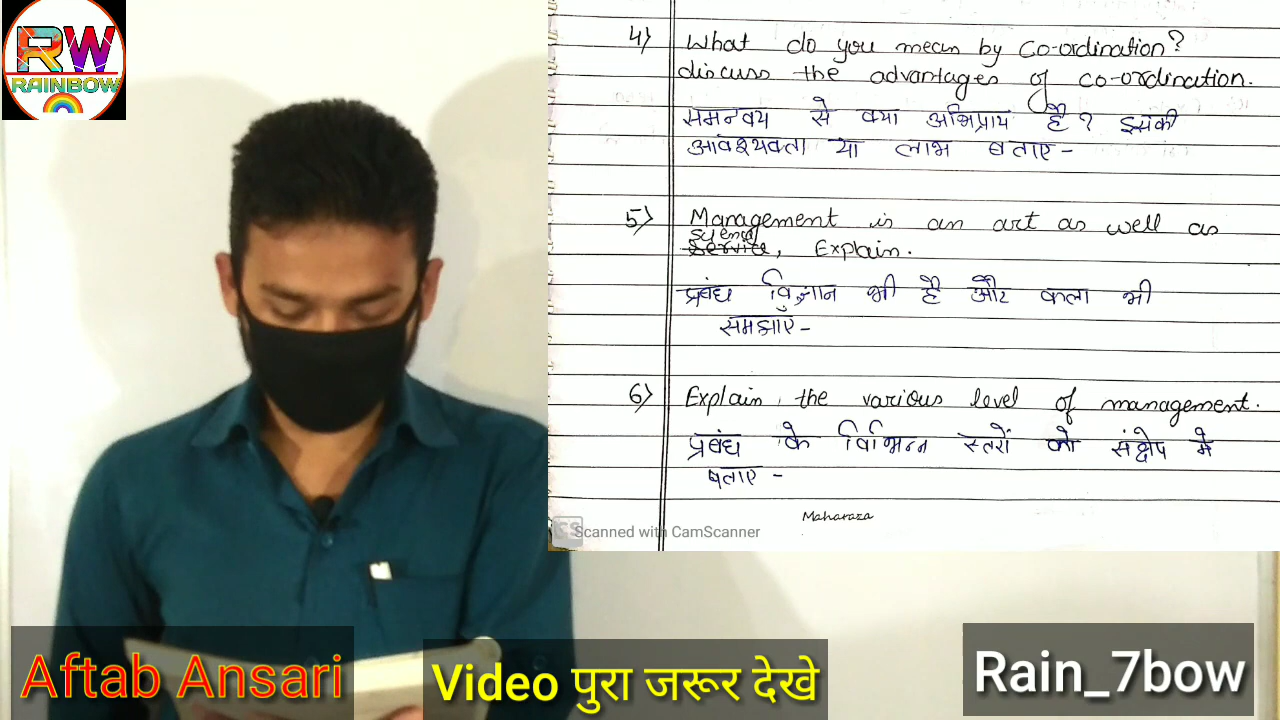 RW
RAINBOW
4) What do you mean by co-ordination?
discuss the advantages of co-ordination.
समन्वय से क्या अभिप्राय है? इसकी
आवश्यकता या लाभ बताए-
5) Management is an art as well as
science
service, Explain.
प्रबंध विज्ञान भी है और कला भी
समझाए-
6) Explain the various level of management.
प्रबंध के विभिन्न स्तरों को संक्षेप मे
बताए-
Maharaza
CS Scanned with CamScanner
Aftab Ansari
Video पुरा जरूर देखे
Rain_7bow